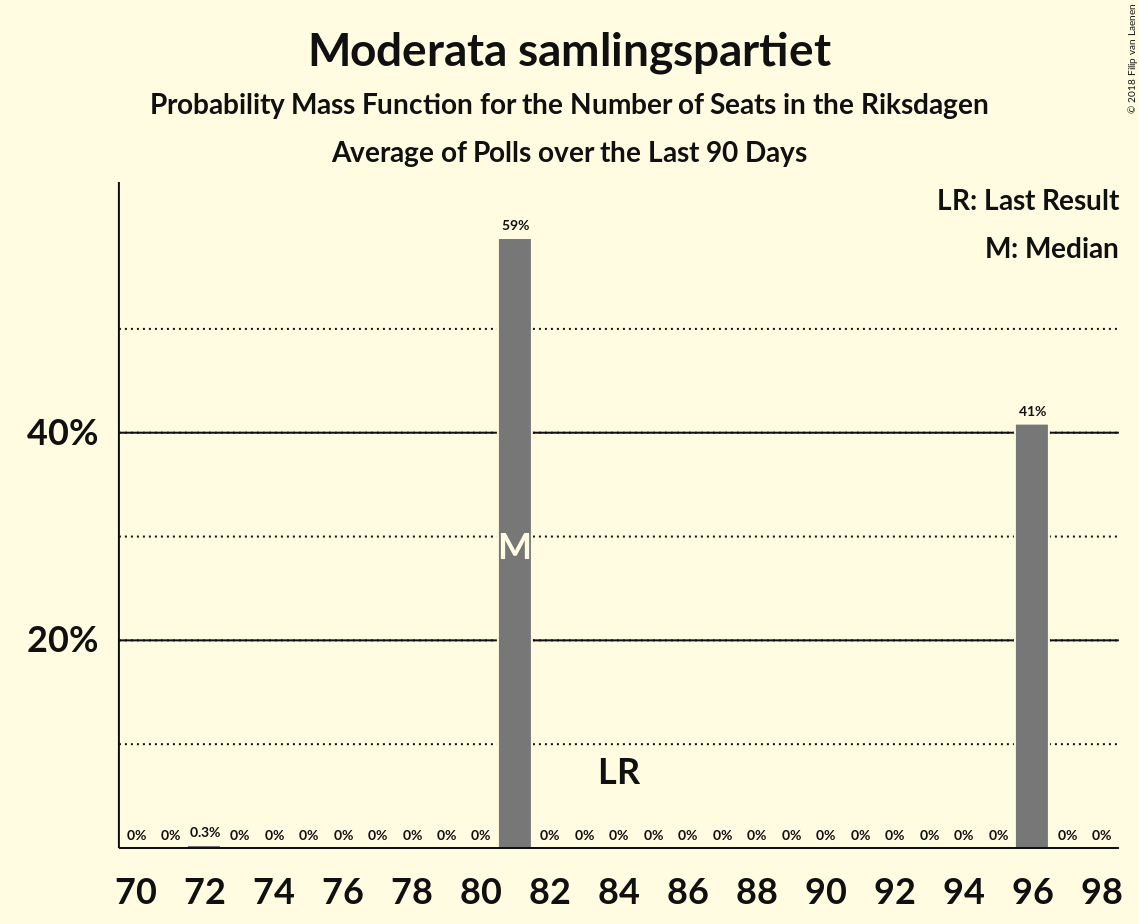 Moderata samlingspartiet
Probability Mass Function for the Number of Seats in the Riksdagen
Average of Polls over the Last 90 Days
© 2018 Filip van Laenen
LR: Last Result
M: Median
59%
41%
40%
M
20%
LR
0% 0% 0.3% 0% 0% 0% 0% 0% 0% 0% 0% 0% 0% 0% 0% 0% 0% 0% 0% 0% 0% 0% 0% 0% 0% 0% 0%
70 72 74 76 78 80 82 84 86 88 90 92 94 96 98